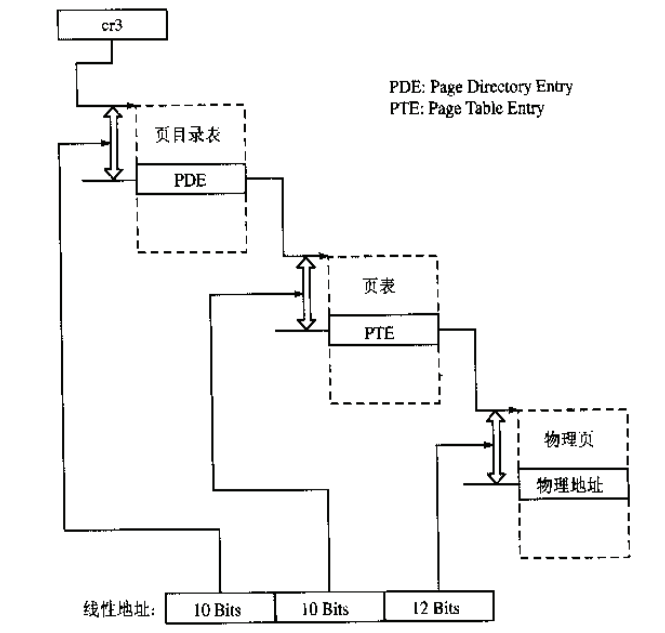 cr3
PDE: Page Directory Entry
PTE: Page Table Entry
页目录表
PDE
页表
PTE
物理页
物理地址
线性地址: 10 Bits 10 Bits 12 Bits